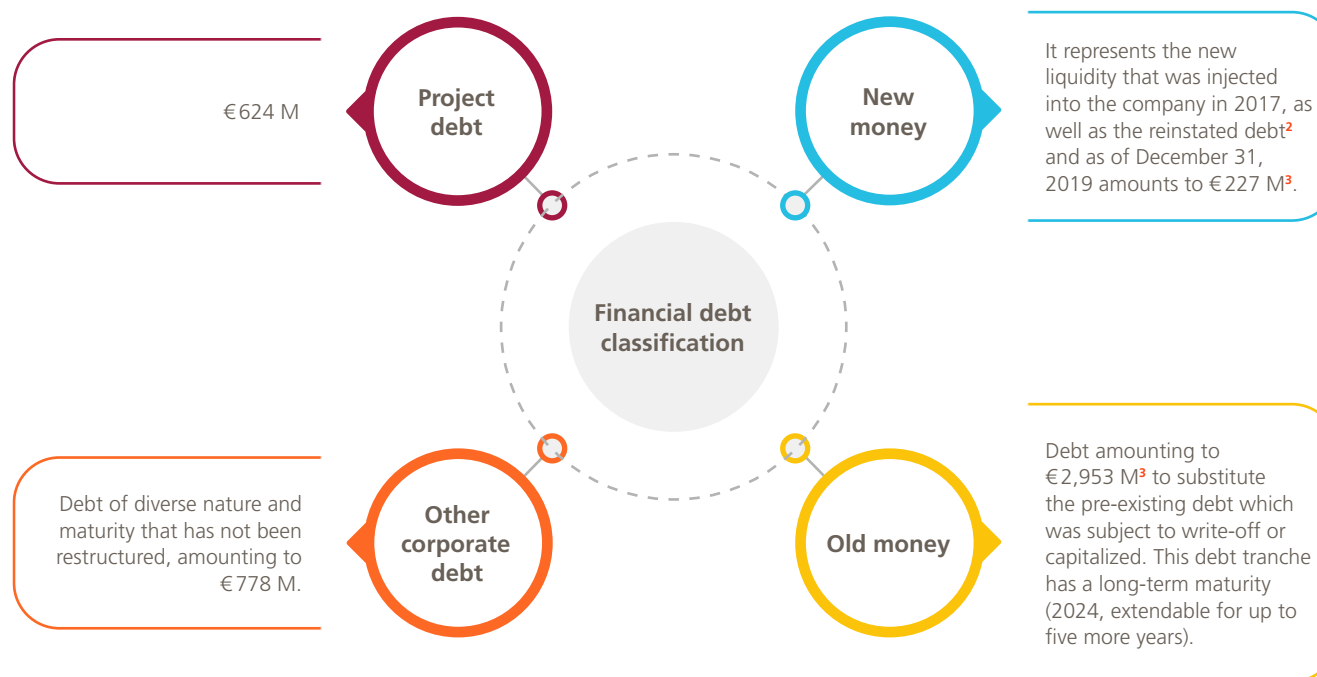 €624 M
Project
debt
New
money
It represents the new
liquidity that was injected
into the company in 2017, as
well as the reinstated debt2
and as of December 31,
2019 amounts to €227 M3.
Financial debt
classification
Debt of diverse nature and
maturity that has not been
restructured, amounting to
€778 M.
Other
corporate
debt
Old money
Debt amounting to
€2,953 M3 to substitute
the pre-existing debt which
was subject to write-off or
capitalized. This debt tranche
has a long-term maturity
(2024, extendable for up to
five more years).